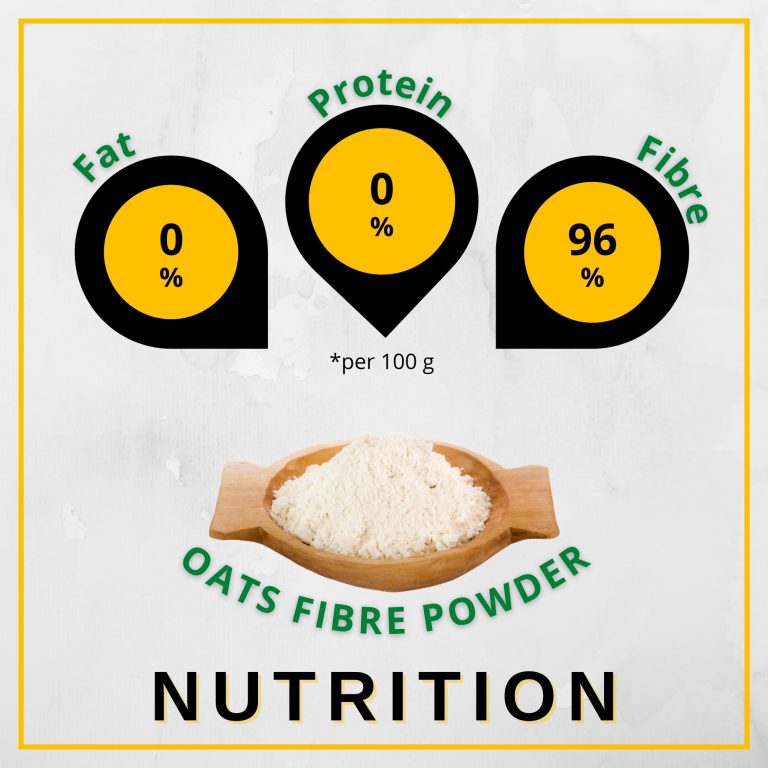 Fat
0
%
Protein
0
%
Fibre
96
%
*per 100 g
OATS FIBRE POWDER
NUTRITION